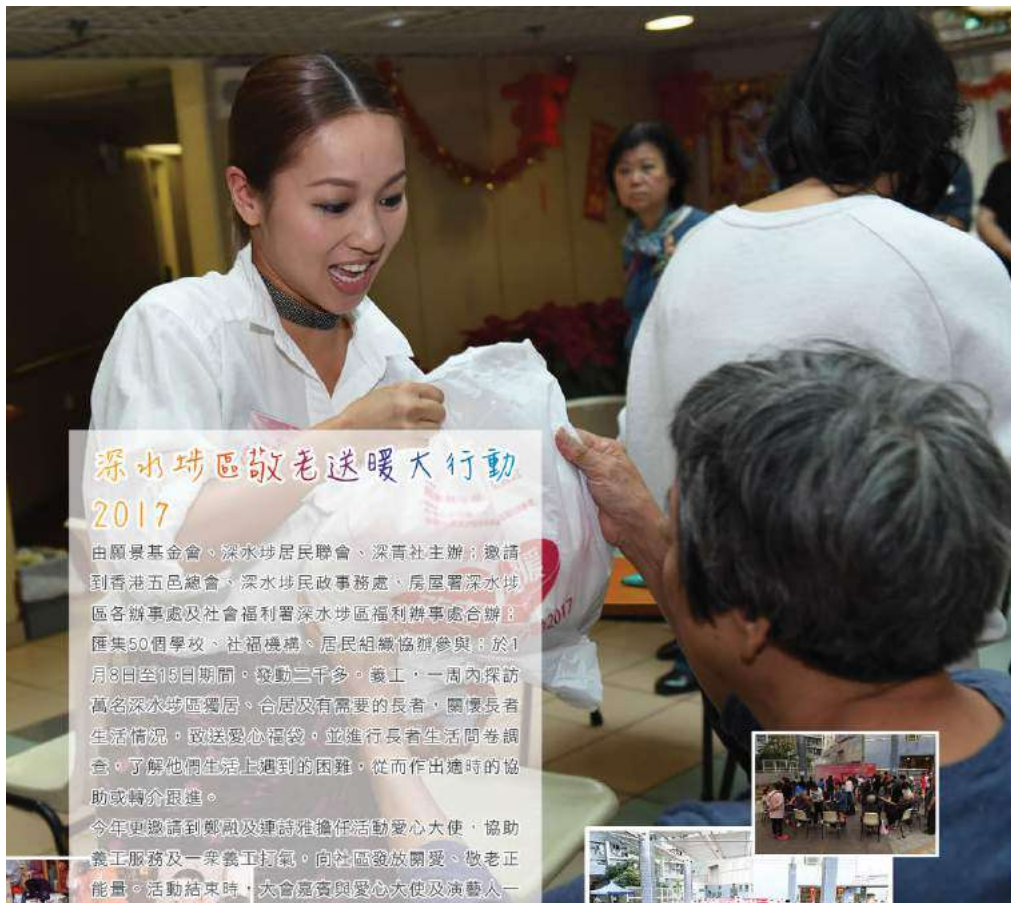 深水埗區敬老送暖大行動
2017
由願景基金會、深水埗居民聯會、深青社主辦；邀請
到香港五邑總會、深水埗民政事務處、房屋署深水埗
區各辦事處及社會福利署深水埗區福利辦事處合辦；
匯集50個學校、社福機構、居民組織協辦參與；於1
月8日至15日期間，發動二千多，義工，一周內探訪
萬名深水埗區獨居、合居及有需要的長者，關懷長者
生活情況，致送愛心福袋，並進行長者生活問卷調
查，了解他們生活上遇到的困難，從而作出適時的協
助或轉介跟進。
今年更邀請到鄭融及連詩雅擔任活動愛心大使，協助
義工服務及一眾義工打氣，向社區發放關愛、敬老正
能量。活動結束時，大會嘉賓與愛心大使及演藝人一
暖
2017